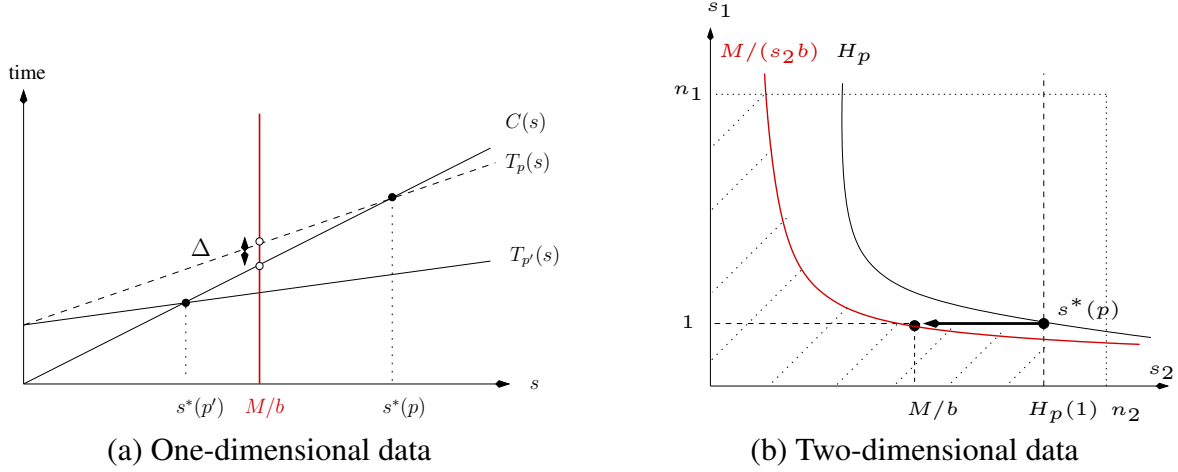 time
C(s)
T_p(s)
Δ
T_{p'}(s)
s
s*(p')
M/b
s*(p)
(a) One-dimensional data
s_1
M/(s_2b)
H_p
n_1
s*(p)
1
s_2
M/b
H_p(1)
n_2
(b) Two-dimensional data